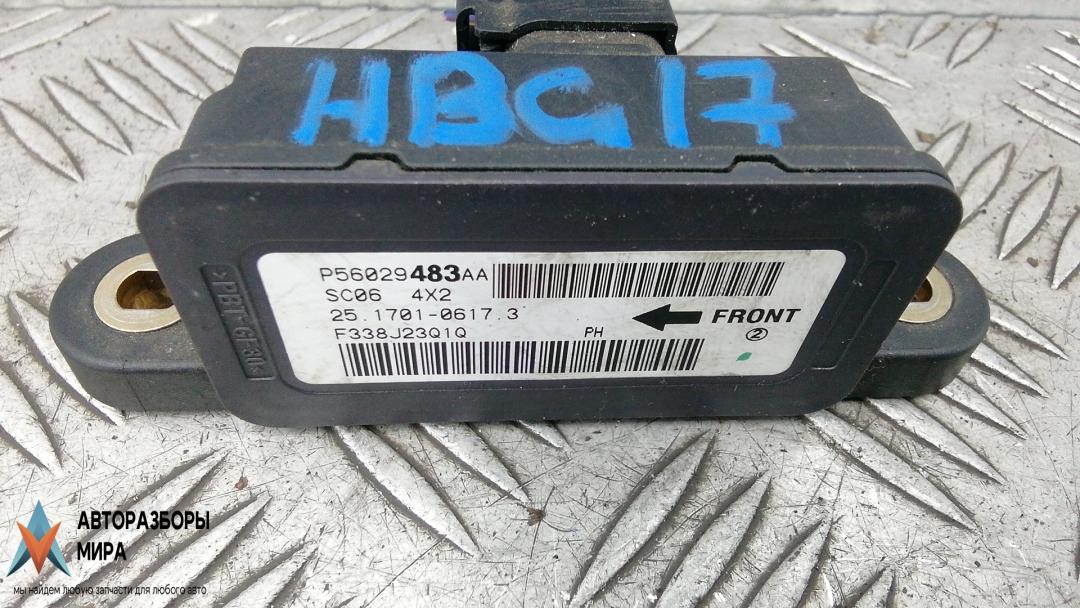 HBG17
P56029483AA
SC06 4X2
25.1701-0617.3
FRONT
F338J23Q1Q PH 2
>PBT-GF30<
АВТОРАЗБОРЫ
МИРА
мы найдем любую запчасти для любого авто